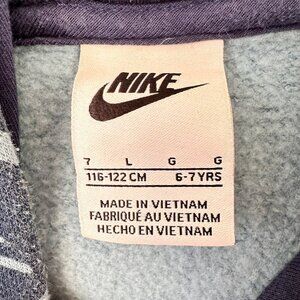 NIKE
7 L G G
116-122 CM 6-7 YRS
MADE IN VIETNAM
FABRIQUÉ AU VIETNAM
HECHO EN VIETNAM